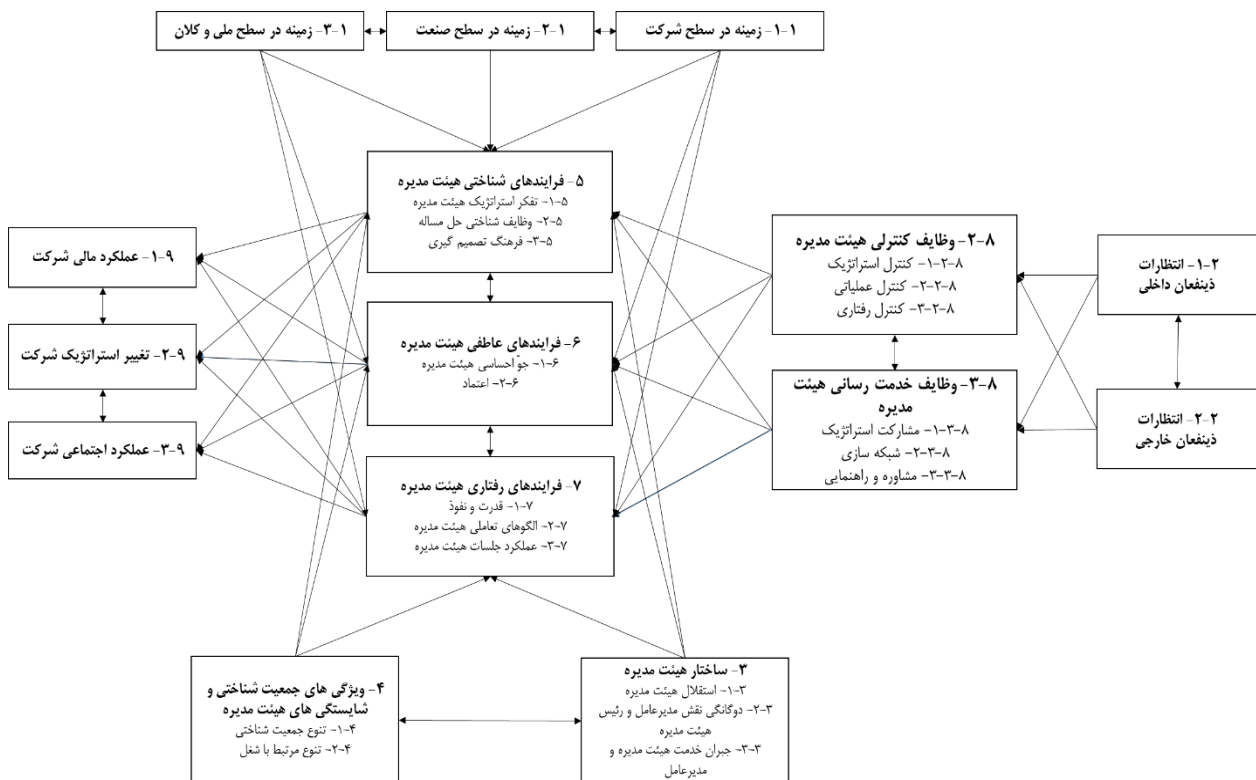 ۱-۱- زمینه در سطح شرکت
۲-۱- زمینه در سطح صنعت
۳-۱- زمینه در سطح ملی و کلان
۵- فرایندهای شناختی هیئت مدیره
۱-۵- تفکر استراتژیک هیئت مدیره
۲-۵- وظایف شناختی حل مساله
۳-۵- فرهنگ تصمیم گیری
۶- فرایندهای عاطفی هیئت مدیره
۱-۶- جوّ احساسی هیئت مدیره
۲-۶- اعتماد
۷- فرایندهای رفتاری هیئت مدیره
۱-۷- قدرت و نفوذ
۲-۷- الگوهای تعاملی هیئت مدیره
۳-۷- عملکرد جلسات هیئت مدیره
۱-۲- انتظارات
ذینفعان داخلی
۲-۲- انتظارات
ذینفعان خارجی
۲-۸- وظایف کنترلی هیئت مدیره
۱-۲-۸- کنترل استراتژیک
۲-۲-۸- کنترل عملیاتی
۳-۲-۸- کنترل رفتاری
۳-۸- وظایف خدمت رسانی هیئت
مدیره
۱-۳-۸- مشارکت استراتژیک
۲-۳-۸- شبکه سازی
۳-۳-۸- مشاوره و راهنمایی
۱-۹- عملکرد مالی شرکت
۲-۹- تغییر استراتژیک شرکت
۳-۹- عملکرد اجتماعی شرکت
۳- ساختار هیئت مدیره
۱-۳- استقلال هیئت مدیره
۲-۳- دوگانگی نقش مدیرعامل و رئیس
هیئت مدیره
۳-۳- جبران خدمت هیئت مدیره و
مدیرعامل
۴- ویژگی های جمعیت شناختی و
شایستگی های هیئت مدیره
۱-۴- تنوع جمعیت شناختی
۲-۴- تنوع مرتبط با شغل